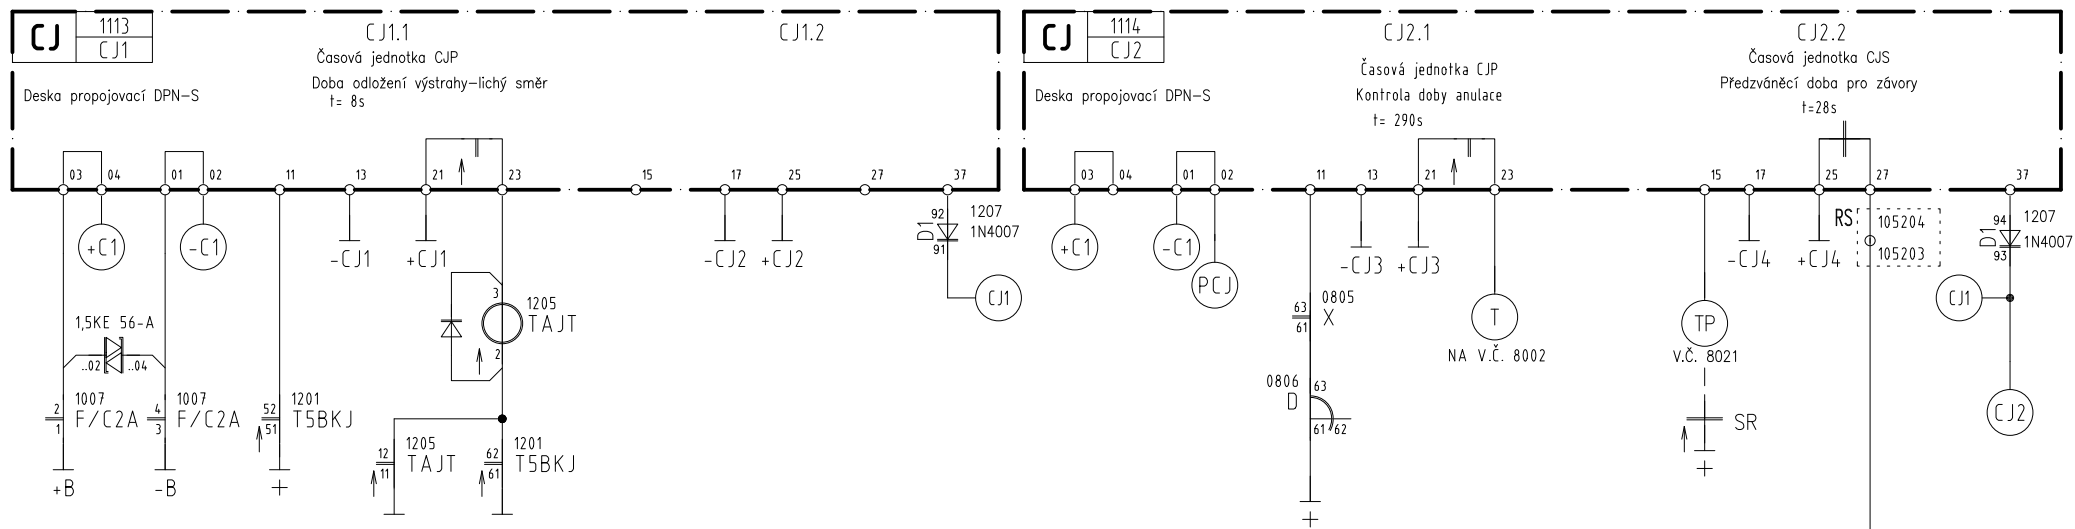 CJ 1113 CJ1.1 CJ1.2
CJ1
Časová jednotka CJP
Doba odložení výstrahy-lichý směr
Deska propojovací DPN-S
t= 8s
03 04 01 02 11 13 21 23 15 17 25 27 37
+C1 -C1 -CJ1 +CJ1 -CJ2 +CJ2
92 1207
D1 1N4007
91
CJ1
3 1205
TAJT
2
1,5KE 56-A
..02 ..04
2 1007
F/C2A
1
4 1007
F/C2A
3
52 1201
T5BKJ
51
12 1205
TAJT
11
62 1201
T5BKJ
61
+B -B +
CJ 1114 CJ2.1 CJ2.2
CJ2
Časová jednotka CJP
Kontrola doby anulace
t= 290s
Časová jednotka CJS
Předzváněcí doba pro závory
t=28s
Deska propojovací DPN-S
03 04 01 02 11 13 21 23 15 17 25 27 37
+C1 -C1 PCJ -CJ3 +CJ3 -CJ4 +CJ4
RS 105204
105203
94 1207
D1 1N4007
93
CJ1
CJ2
63 0805
X
61
T
NA V.Č. 8002
TP
V.Č. 8021
0806 63
D
61 62
SR
+
+